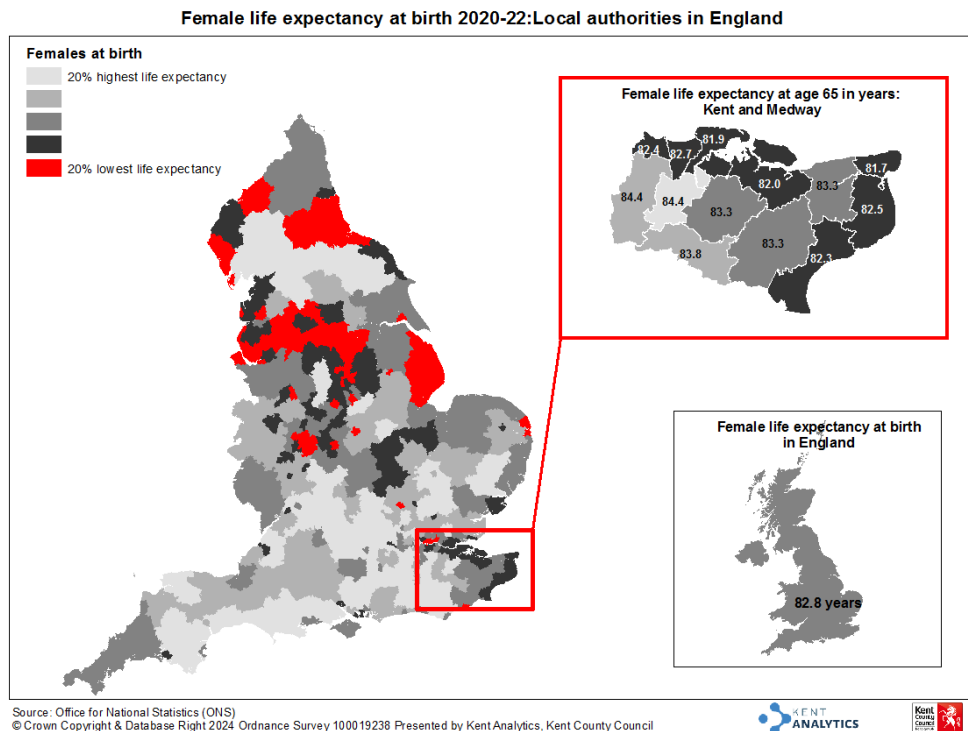 Female life expectancy at birth 2020-22:Local authorities in England
Females at birth
20% highest life expectancy
20% lowest life expectancy
Female life expectancy at age 65 in years:
Kent and Medway
81.9
82.4
82.7
81.7
82.0
83.3
84.4
84.4
82.5
83.3
83.3
83.8
82.3
Female life expectancy at birth
in England
82.8 years
Source: Office for National Statistics (ONS)
© Crown Copyright & Database Right 2024 Ordnance Survey 100019238 Presented by Kent Analytics, Kent County Council
KENT
ANALYTICS
Kent
County
Council